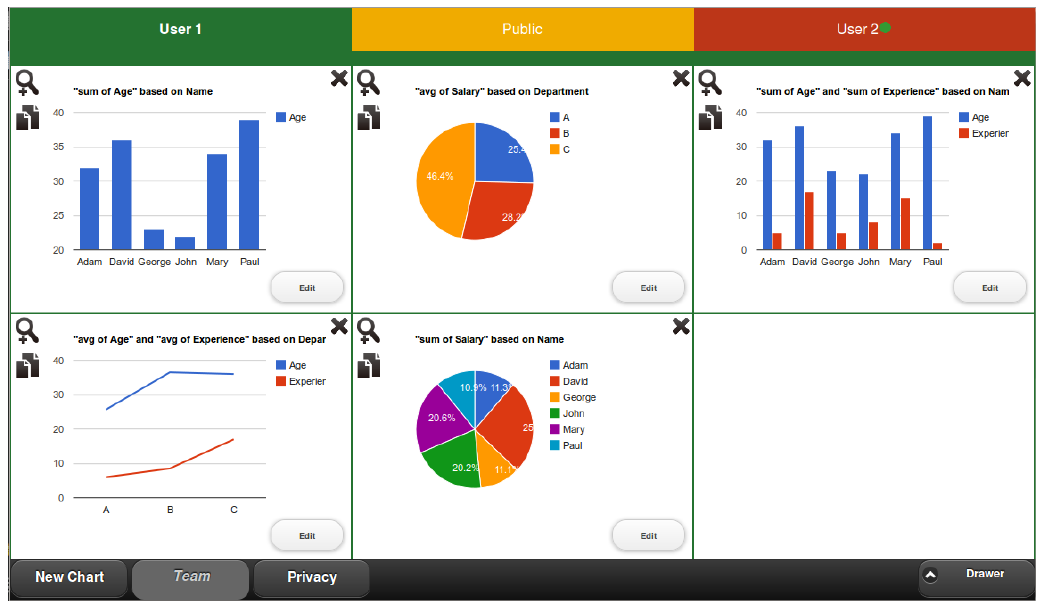 User 1
Public
User 2
"sum of Age" based on Name
40
35
30
25
20
Adam David George John Mary Paul
Age
Edit
"avg of Salary" based on Department
46.4%
28.2
A
B
C
Edit
"sum of Age" and "sum of Experience" based on Nam
40
30
20
10
0
Adam David George John Mary Paul
Age
Experier
Edit
"avg of Age" and "avg of Experience" based on Depar
40
30
20
10
0
A B C
Age
Experier
Edit
"sum of Salary" based on Name
10.9% 11.3
20.6%
25
20.2%
11.1
Adam
David
George
John
Mary
Paul
Edit
New Chart
Team
Privacy
Drawer